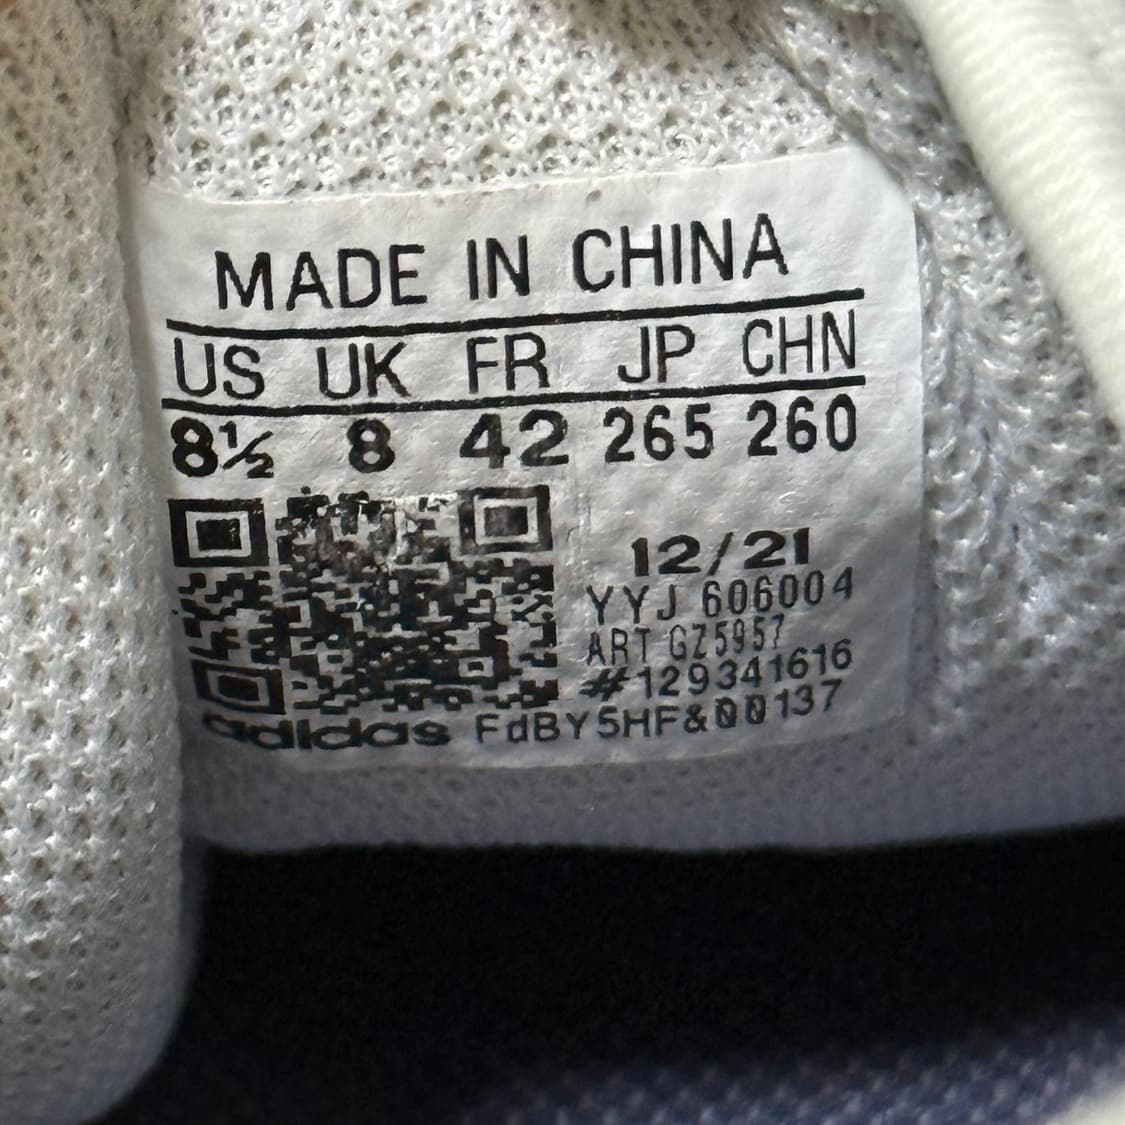 MADE IN CHINA
US UK FR JP CHN
8½ 8 42 265 260
12/21
YYJ 606004
ART GZ5957
#129341616
adidas FdBY5HF&00137